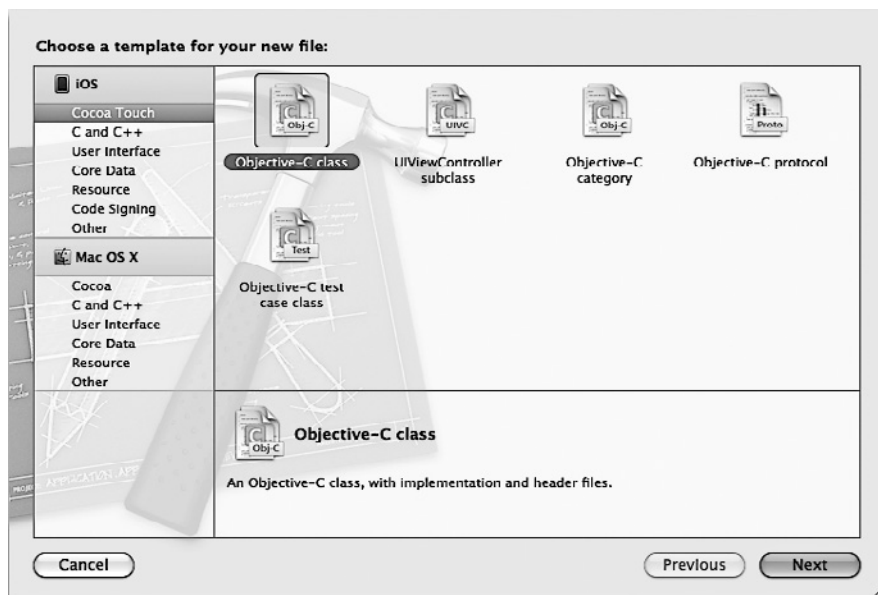 Choose a template for your new file:
iOS
Cocoa Touch
C and C++
User Interface
Core Data
Resource
Code Signing
Other
Mac OS X
Cocoa
C and C++
User Interface
Core Data
Resource
Other
Obj-C
Objective-C class
UIVC
UIViewController
subclass
Obj-C
Objective-C
category
Proto
Objective-C protocol
Test
Objective-C test
case class
Obj-C
Objective-C class
An Objective-C class, with implementation and header files.
APPLICATION.APP
Cancel
Previous
Next